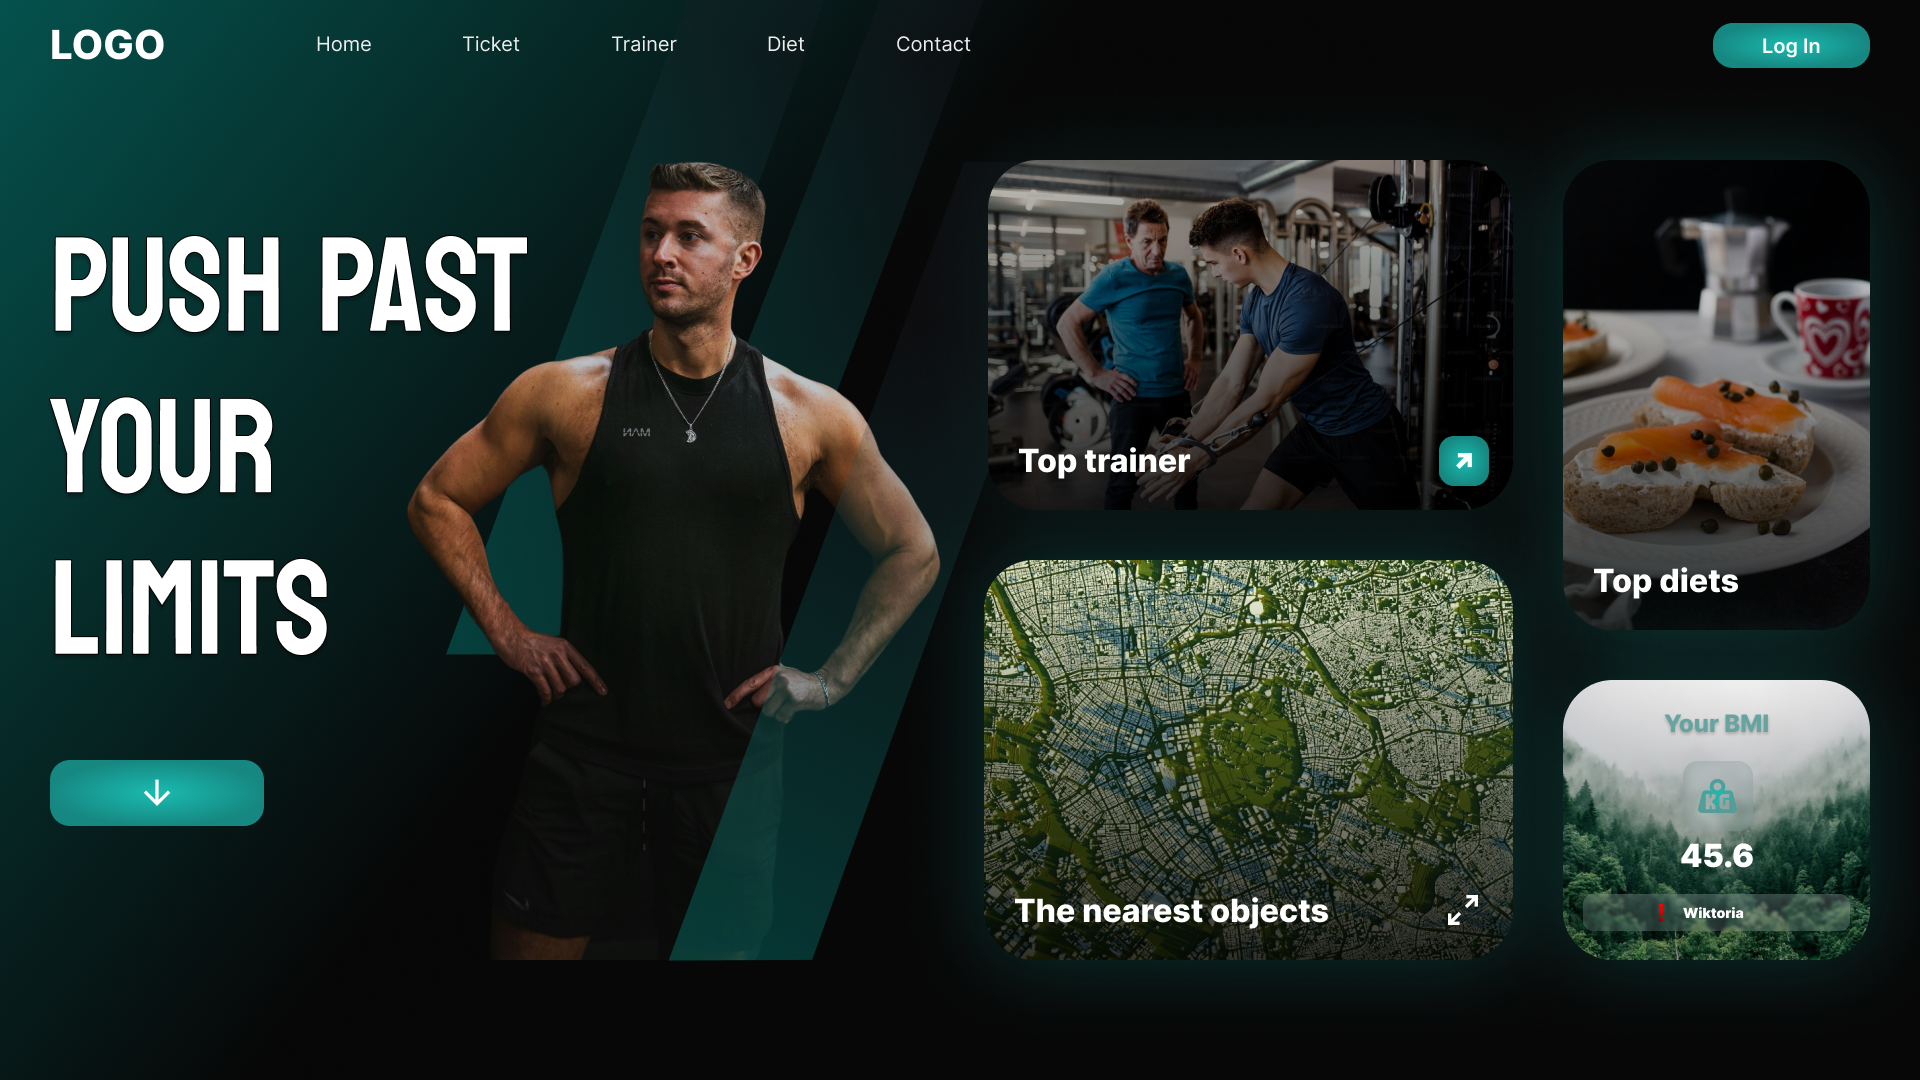 LOGO
Home
Ticket
Trainer
Diet
Contact
Log In
PUSH PAST
YOUR
LIMITS
Top trainer
Top diets
The nearest objects
Your BMI
KG
45.6
! Wiktoria